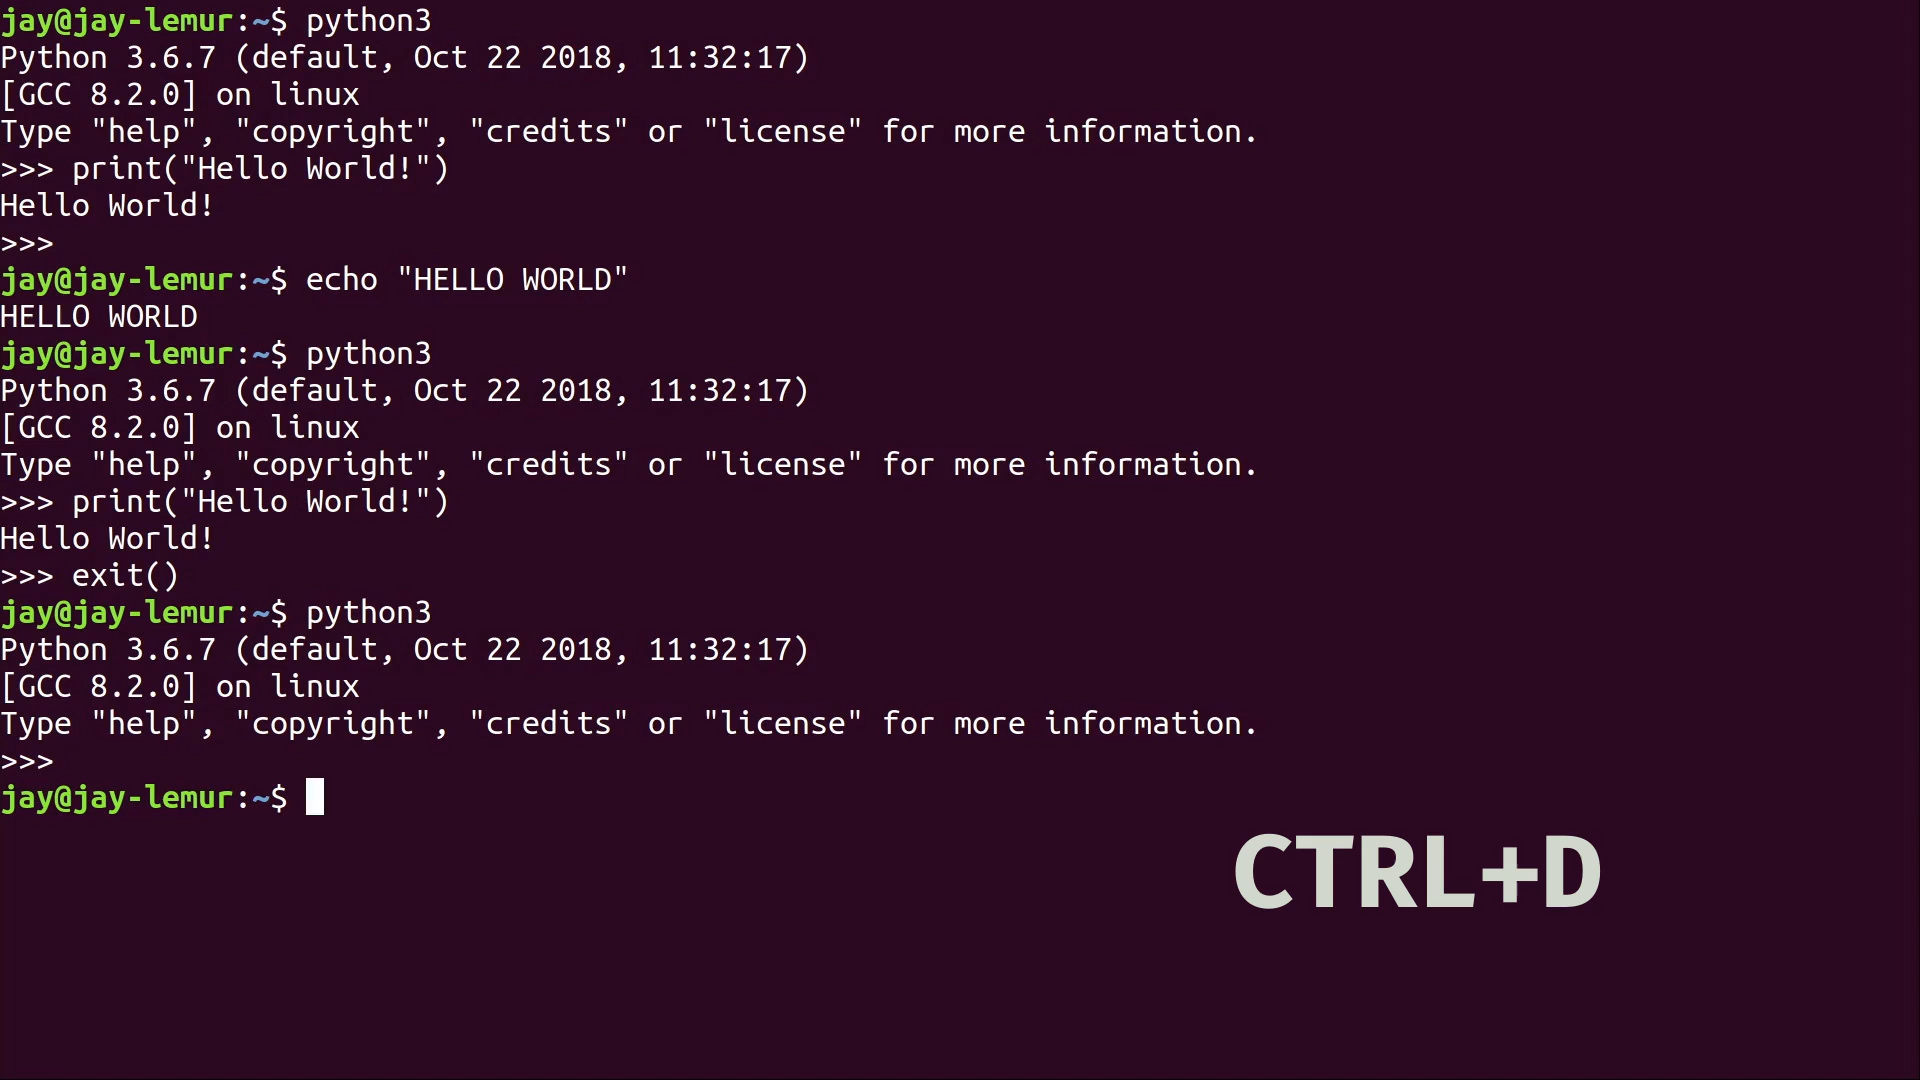 jay@jay-lemur:~$ python3
Python 3.6.7 (default, Oct 22 2018, 11:32:17)
[GCC 8.2.0] on linux
Type "help", "copyright", "credits" or "license" for more information.
>>> print("Hello World!")
Hello World!
>>>
jay@jay-lemur:~$ echo "HELLO WORLD"
HELLO WORLD
jay@jay-lemur:~$ python3
Python 3.6.7 (default, Oct 22 2018, 11:32:17)
[GCC 8.2.0] on linux
Type "help", "copyright", "credits" or "license" for more information.
>>> print("Hello World!")
Hello World!
>>> exit()
jay@jay-lemur:~$ python3
Python 3.6.7 (default, Oct 22 2018, 11:32:17)
[GCC 8.2.0] on linux
Type "help", "copyright", "credits" or "license" for more information.
>>>
jay@jay-lemur:~$
CTRL+D